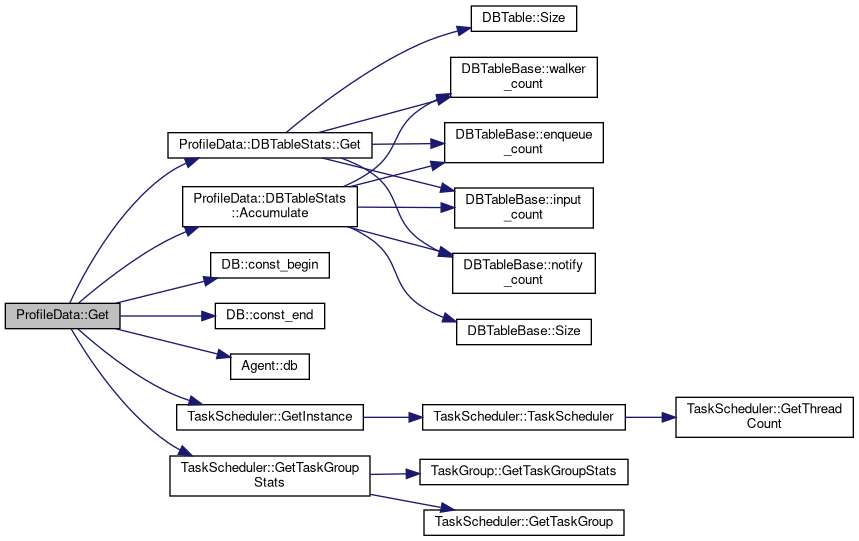 DBTable::Size
DBTableBase::walker
_count
ProfileData::DBTableStats::Get
DBTableBase::enqueue
_count
ProfileData::DBTableStats
::Accumulate
DBTableBase::input
_count
DB::const_begin
DBTableBase::notify
_count
ProfileData::Get
DB::const_end
DBTableBase::Size
Agent::db
TaskScheduler::GetInstance
TaskScheduler::TaskScheduler
TaskScheduler::GetThread
Count
TaskScheduler::GetTaskGroup
Stats
TaskGroup::GetTaskGroupStats
TaskScheduler::GetTaskGroup